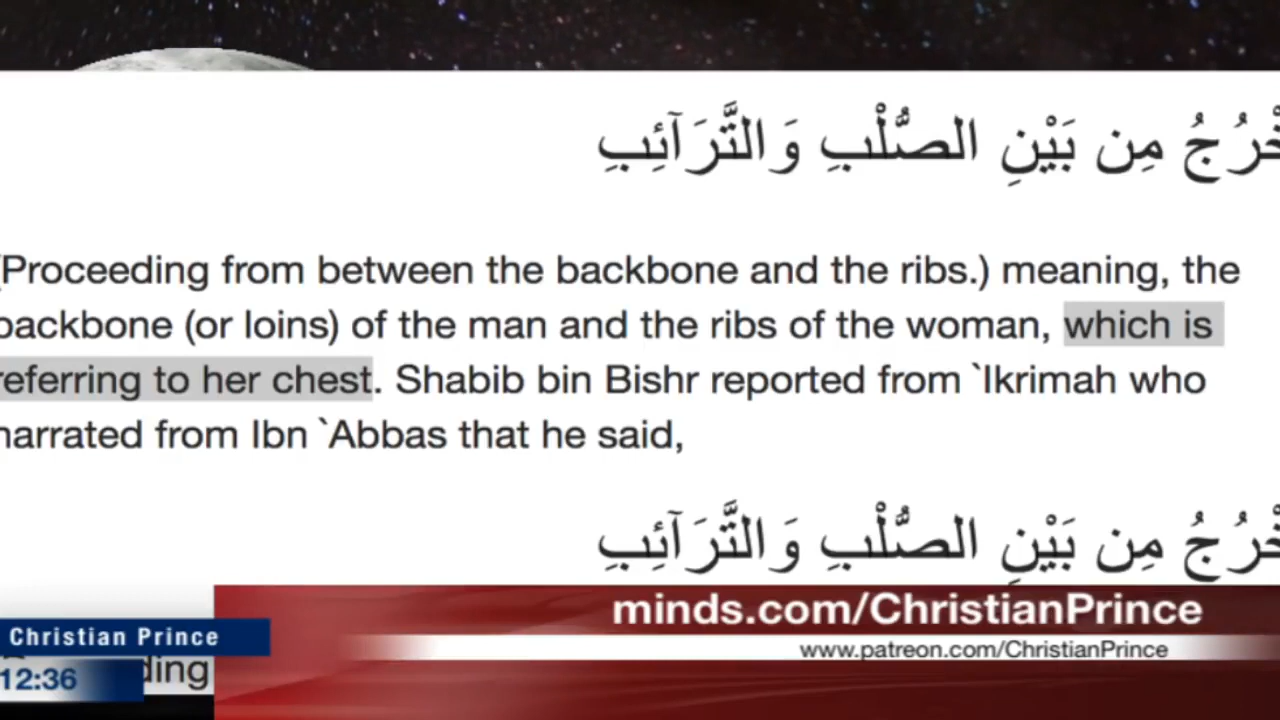 مِن بَيْنِ الصُّلْبِ وَالتَّرَآئِبِ
(Proceeding from between the backbone and the ribs.) meaning, the
backbone (or loins) of the man and the ribs of the woman, which is
referring to her chest. Shabib bin Bishr reported from `Ikrimah who
narrated from Ibn `Abbas that he said,
مِن بَيْنِ الصُّلْبِ وَالتَّرَآئِبِ
minds.com/ChristianPrince
Christian Prince
www.patreon.com/ChristianPrince
12:36